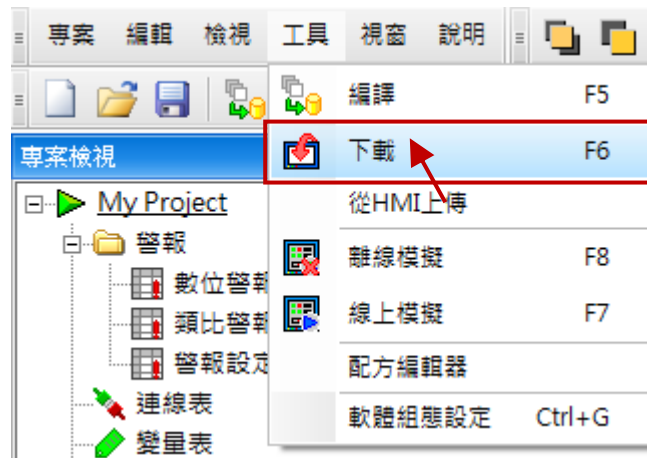 專案 編輯 檢視 工具 視窗 說明
編譯 F5
專案檢視
下載 F6
My Project
從HMI上傳
警報
離線模擬 F8
數位警報
類比警報
線上模擬 F7
警報設定
配方編輯器
連線表
軟體組態設定 Ctrl+G
變量表